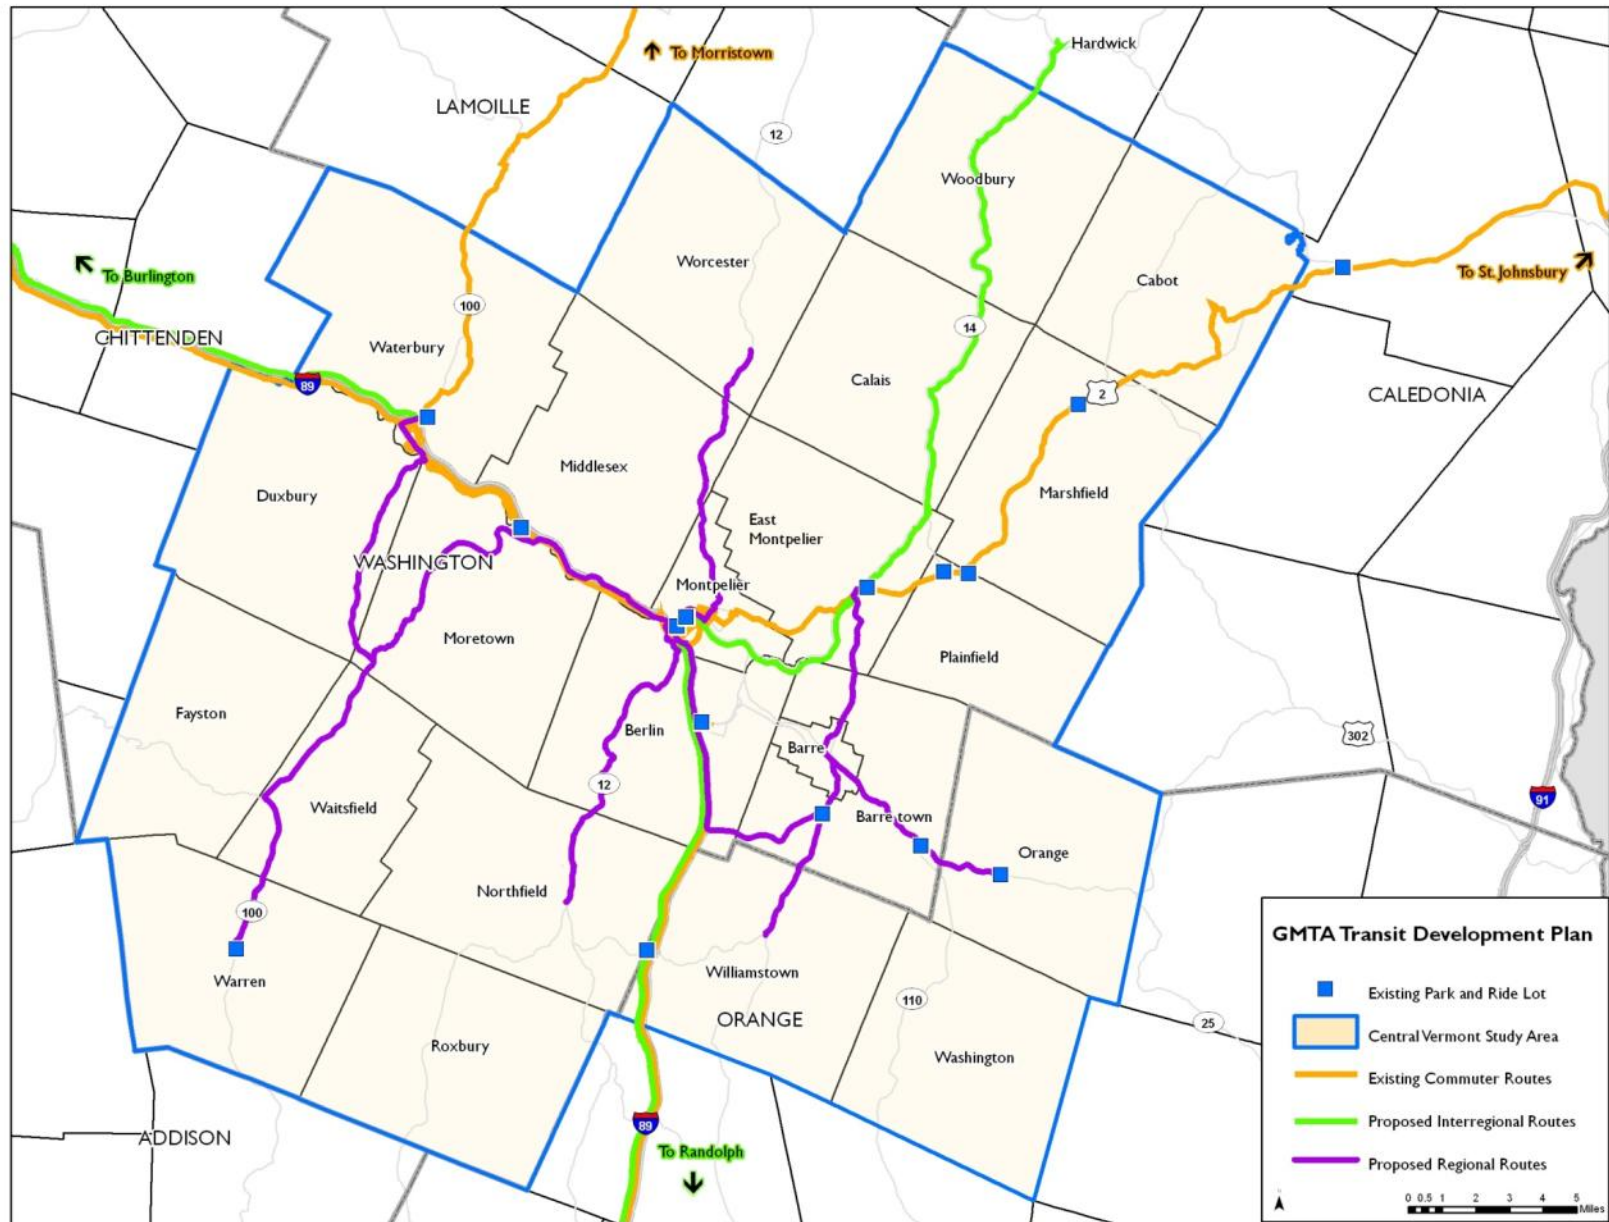 Hardwick
To Morristown
LAMOILLE
12
Woodbury
Worcester
To St. Johnsbury
To Burlington
Cabot
100
14
CHITTENDEN
Waterbury
89
Calais
2
CALEDONIA
Middlesex
Duxbury
Marshfield
East
Montpelier
WASHINGTON
Montpelier
Moretown
Plainfield
Fayston
Berlin
302
Barre
12
91
Waitsfield
Barre town
Orange
Northfield
100
GMTA Transit Development Plan
Warren
Williamstown
Existing Park and Ride Lot
110
ORANGE
25
Central Vermont Study Area
Roxbury
Washington
Existing Commuter Routes
89
Proposed Interregional Routes
ADDISON
To Randolph
Proposed Regional Routes
N
0 0.5 1 2 3 4 5
Miles